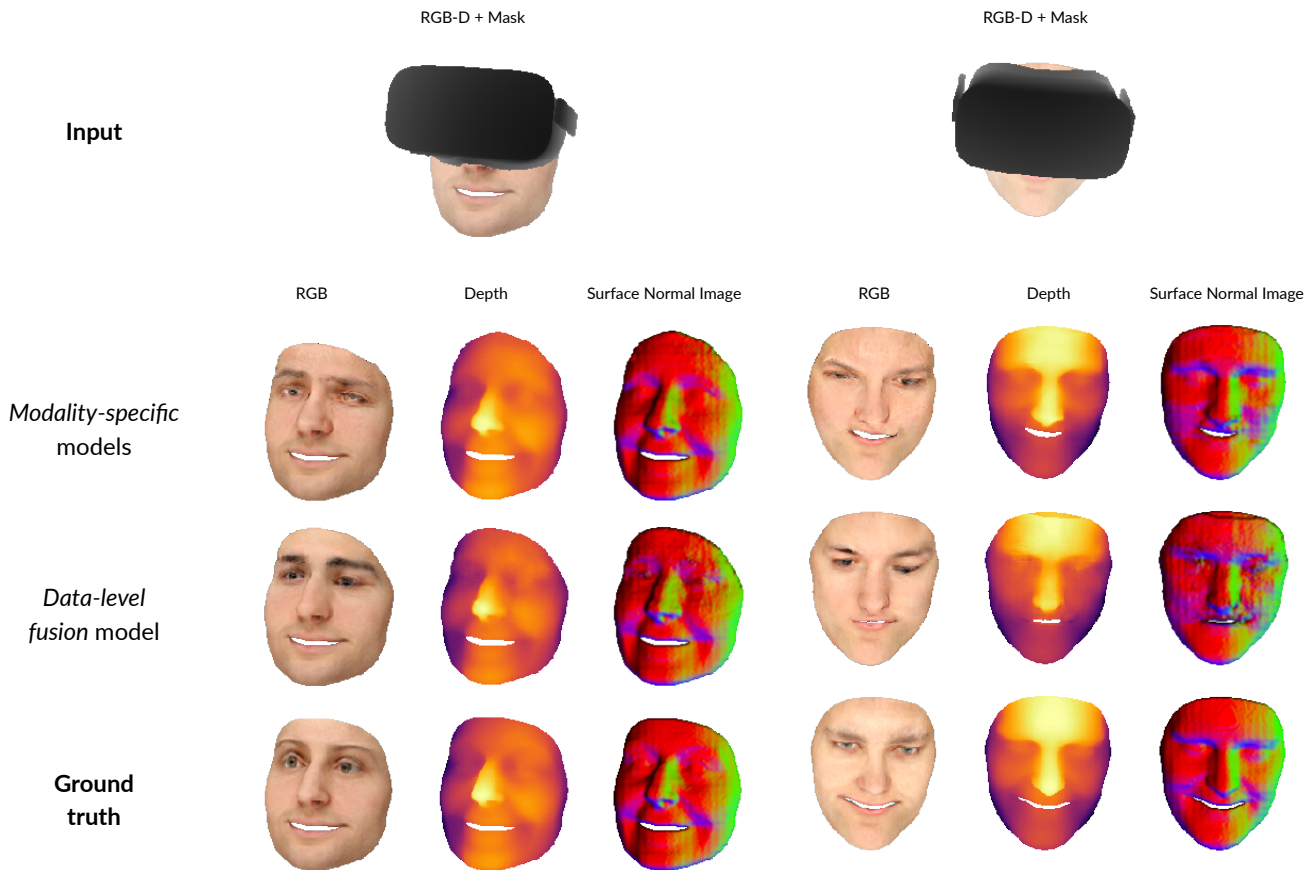 RGB-D + Mask
RGB-D + Mask
Input
RGB
Depth
Surface Normal Image
RGB
Depth
Surface Normal Image
Modality-specific
models
Data-level
fusion model
Ground
truth